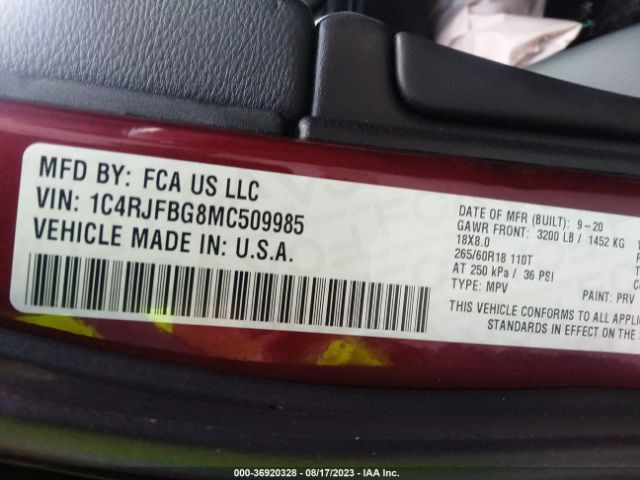 MFD BY: FCA US LLC
VIN: 1C4RJFBG8MC509985
VEHICLE MADE IN: U.S.A.
DATE OF MFR (BUILT): 9-20
GAWR FRONT: 3200 LB / 1452 KG
18X8.0
265/60R18 110T
AT 250 kPa / 36 PSI
TYPE: MPV
PAINT: PRV
THIS VEHICLE CONFORMS TO ALL APPLIC
STANDARDS IN EFFECT ON THE
000-36920328 - 08/17/2023 - IAA Inc.